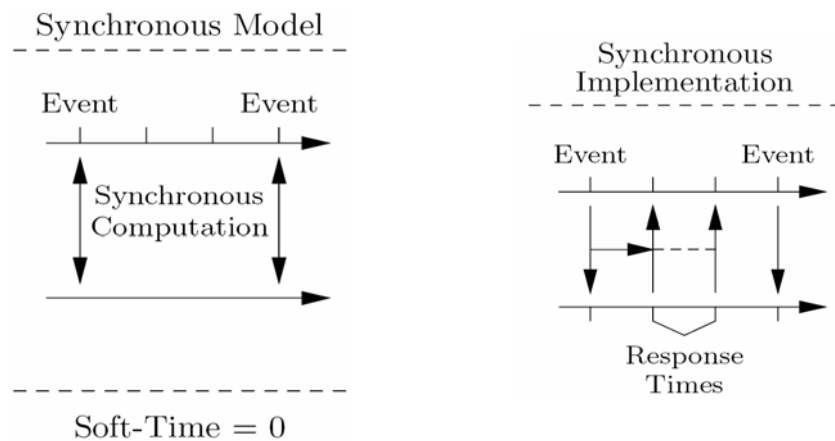 Synchronous Model
Event Event
Synchronous
Computation
Soft-Time = 0
Synchronous
Implementation
Event Event
Response
Times